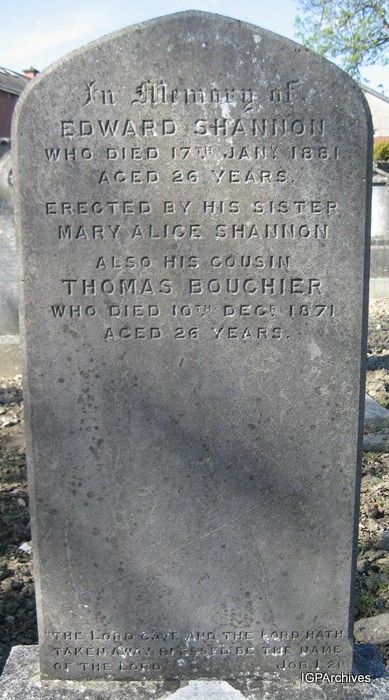 In Memory of
EDWARD SHANNON
WHO DIED 17TH JANY 1881
AGED 26 YEARS.
ERECTED BY HIS SISTER
MARY ALICE SHANNON
ALSO HIS COUSIN
THOMAS BOUCHIER
WHO DIED 10TH DECR 1871
AGED 26 YEARS.
"THE LORD GAVE AND THE LORD HATH
TAKEN AWAY BLESSED BE THE NAME
OF THE LORD" JOB. I. 21
IGPArchives